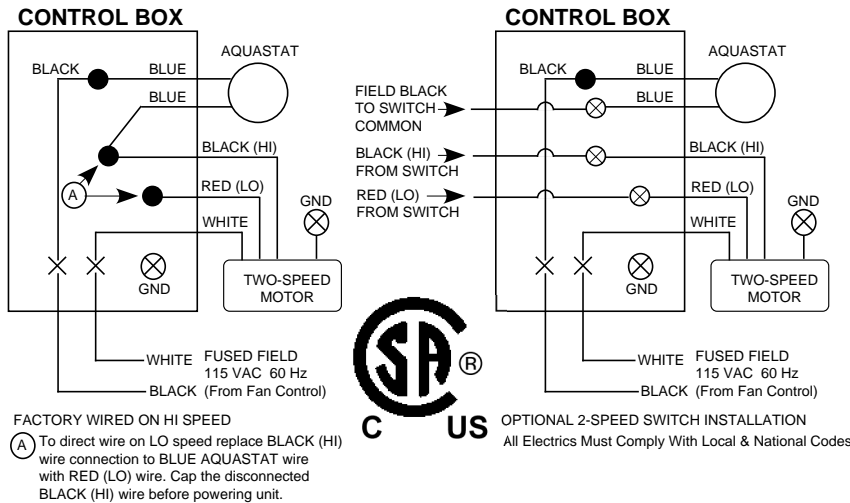 CONTROL BOX
BLACK
BLUE
AQUASTAT
BLUE
BLACK (HI)
A
RED (LO)
GND
WHITE
GND
TWO-SPEED
MOTOR
WHITE FUSED FIELD
115 VAC 60 Hz
BLACK (From Fan Control)
FACTORY WIRED ON HI SPEED
A To direct wire on LO speed replace BLACK (HI)
wire connection to BLUE AQUASTAT wire
with RED (LO) wire. Cap the disconnected
BLACK (HI) wire before powering unit.
CONTROL BOX
BLACK
BLUE
AQUASTAT
FIELD BLACK
TO SWITCH
COMMON
BLUE
BLACK (HI)
FROM SWITCH
BLACK (HI)
RED (LO)
FROM SWITCH
RED (LO)
GND
WHITE
GND
TWO-SPEED
MOTOR
WHITE FUSED FIELD
115 VAC 60 Hz
BLACK (From Fan Control)
CSA ®
C US
OPTIONAL 2-SPEED SWITCH INSTALLATION
All Electrics Must Comply With Local & National Codes